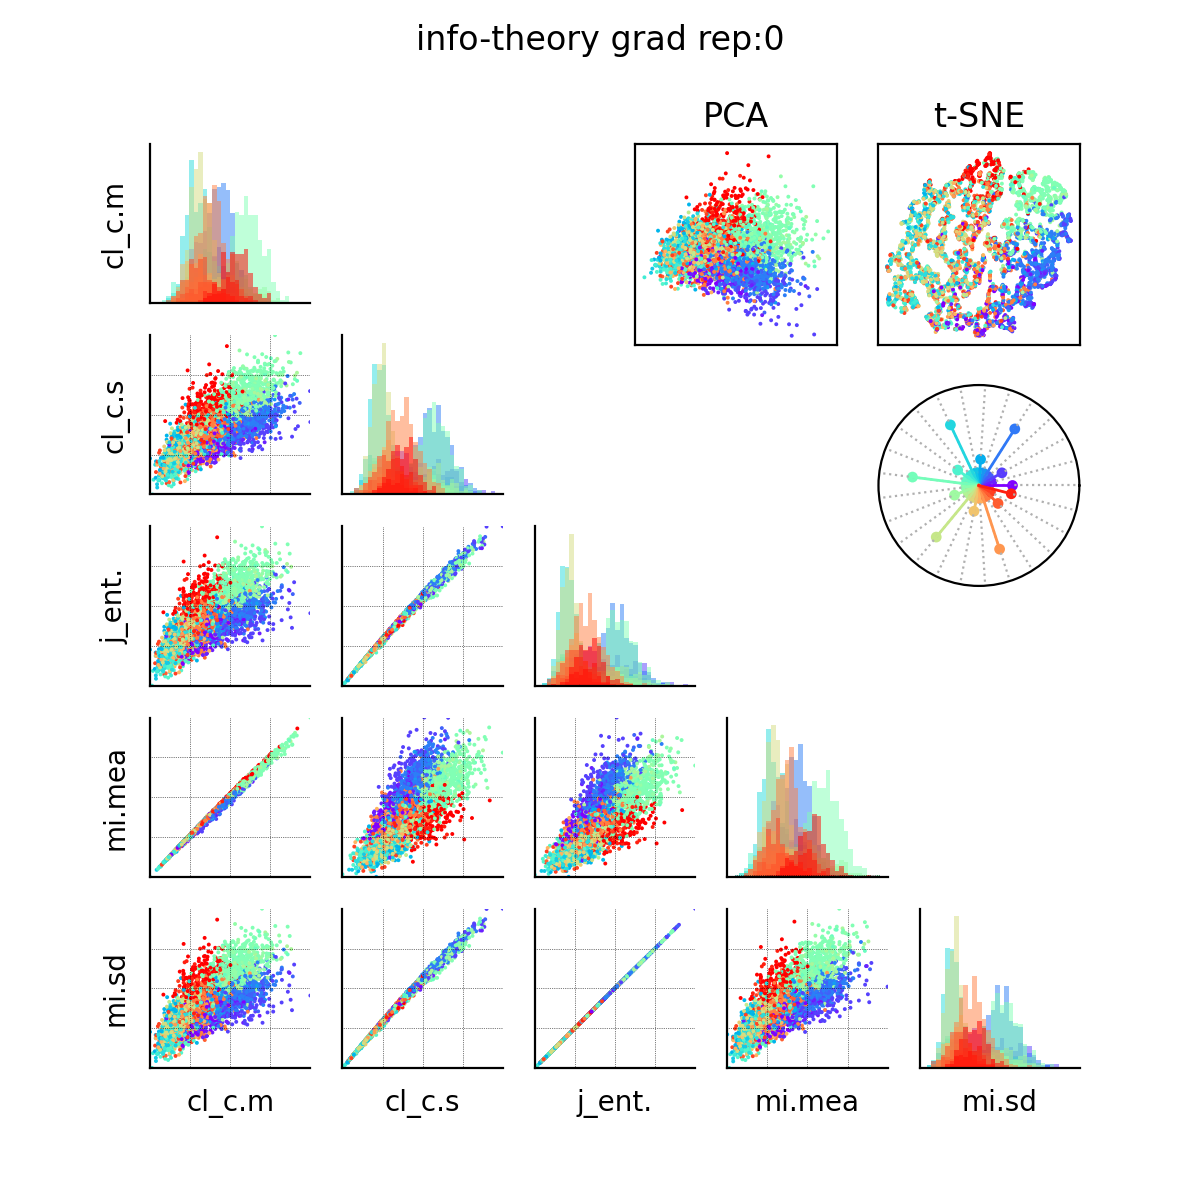 info-theory grad rep:0
PCA
t-SNE
cl_c.m
cl_c.s
j_ent.
mi.mea
mi.sd
cl_c.m
cl_c.s
j_ent.
mi.mea
mi.sd